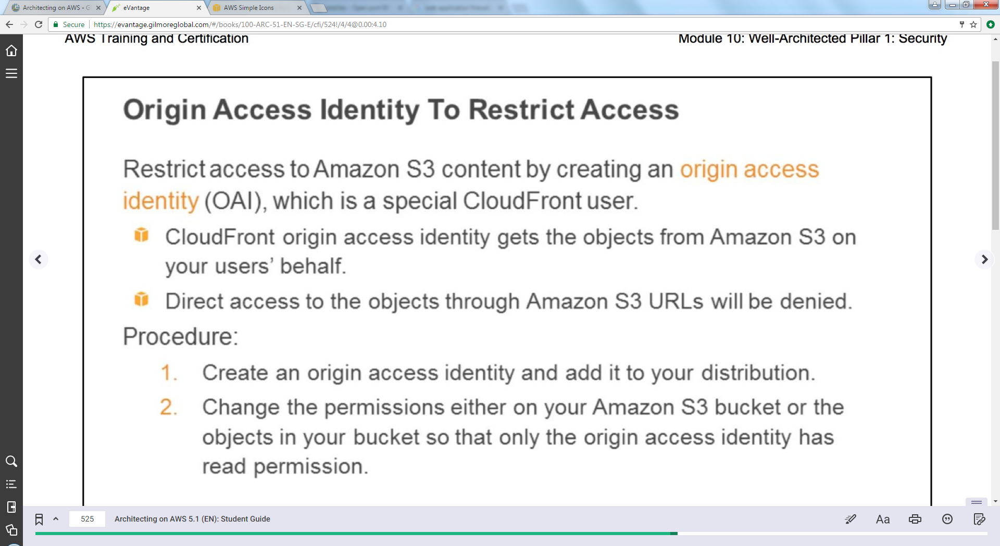 Architecting on AWS - G
eVantage
AWS Simple Icons
Secure
https://evantage.gilmoreglobal.com/#/books/100-ARC-51-EN-SG-E/cfi/524!/4/4@0.00:4.10
AWS Training and Certification
Module 10: Well-Architected Pillar 1: Security
Origin Access Identity To Restrict Access
Restrict access to Amazon S3 content by creating an origin access
identity (OAI), which is a special CloudFront user.
CloudFront origin access identity gets the objects from Amazon S3 on
your users’ behalf.
Direct access to the objects through Amazon S3 URLs will be denied.
Procedure:
1. Create an origin access identity and add it to your distribution.
2. Change the permissions either on your Amazon S3 bucket or the
objects in your bucket so that only the origin access identity has
read permission.
525
Architecting on AWS 5.1 (EN): Student Guide
Aa